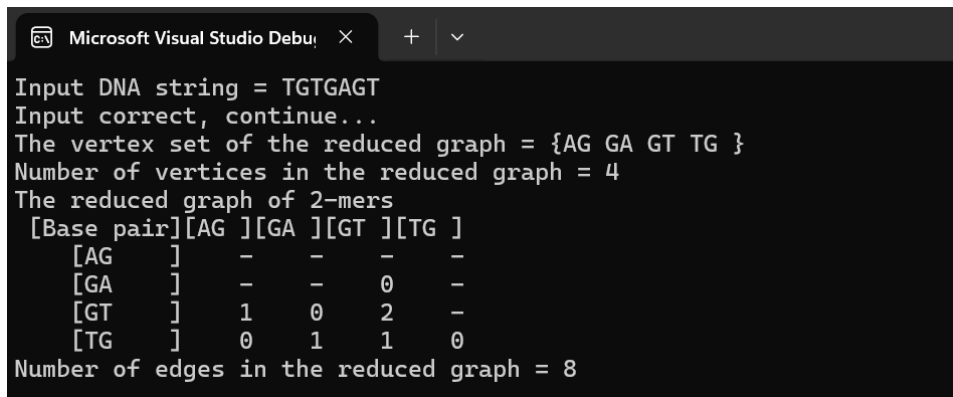 Microsoft Visual Studio Debu
Input DNA string = TGTGAGT
Input correct, continue...
The vertex set of the reduced graph = {AG GA GT TG }
Number of vertices in the reduced graph = 4
The reduced graph of 2-mers
[Base pair][AG ][GA ][GT ][TG ]
[AG ] - - - -
[GA ] - - 0 -
[GT ] 1 0 2 -
[TG ] 0 1 1 0
Number of edges in the reduced graph = 8